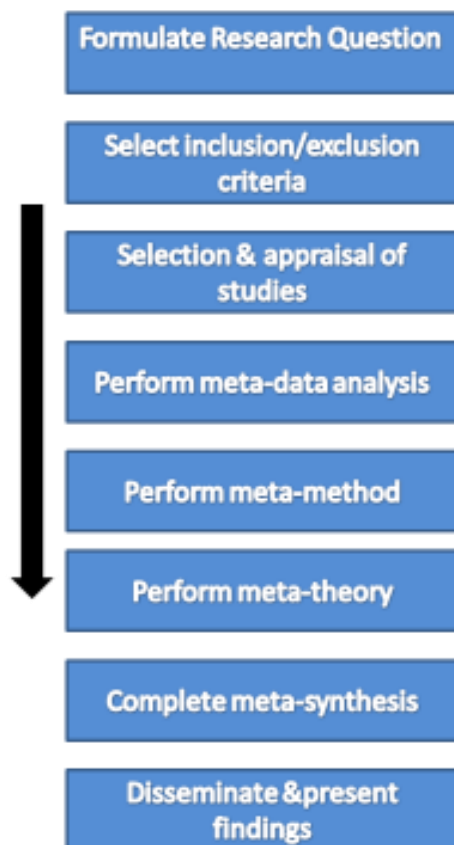 Formulate Research Question
Select inclusion/exclusion
criteria
Selection & appraisal of
studies
Perform meta-data analysis
Perform meta-method
Perform meta-theory
Complete meta-synthesis
Disseminate &present
findings